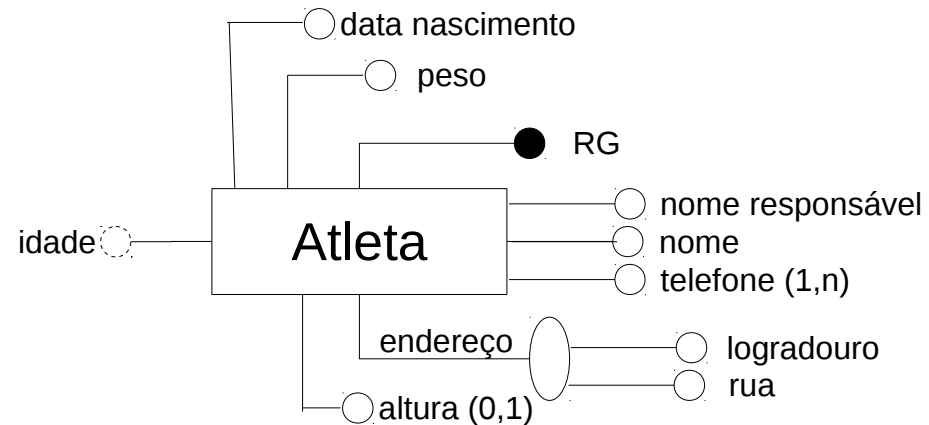 data nascimento
peso
RG
nome responsável
Atleta
idade
nome
telefone (1,n)
endereço
logradouro
rua
altura (0,1)